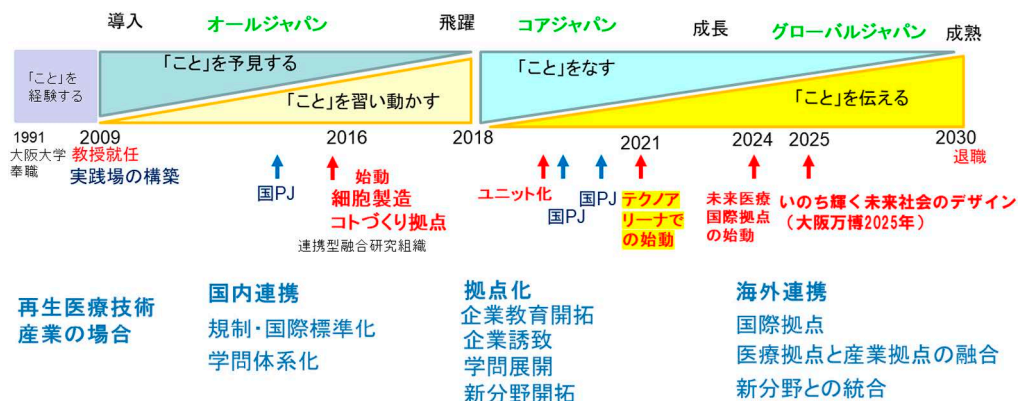 導入
オールジャパン
飛躍
コアジャパン
成長
グローバルジャパン
成熟
「こと」を
経験する
「こと」を予見する
「こと」を習い動かす
「こと」をなす
「こと」を伝える
1991
大阪大学
奉職
2009
教授就任
実践場の構築
国PJ
2016
始動
細胞製造
コトづくり拠点
連携型融合研究組織
2018
ユニット化
国PJ
国PJ
2021
テクノア
リーナで
の始動
2024
未来医療
国際拠点
の始動
2025
いのち輝く未来社会のデザイン
（大阪万博2025年）
2030
退職
再生医療技術
産業の場合
国内連携
規制・国際標準化
学問体系化
拠点化
企業教育開拓
企業誘致
学問展開
新分野開拓
海外連携
国際拠点
医療拠点と産業拠点の融合
新分野との統合